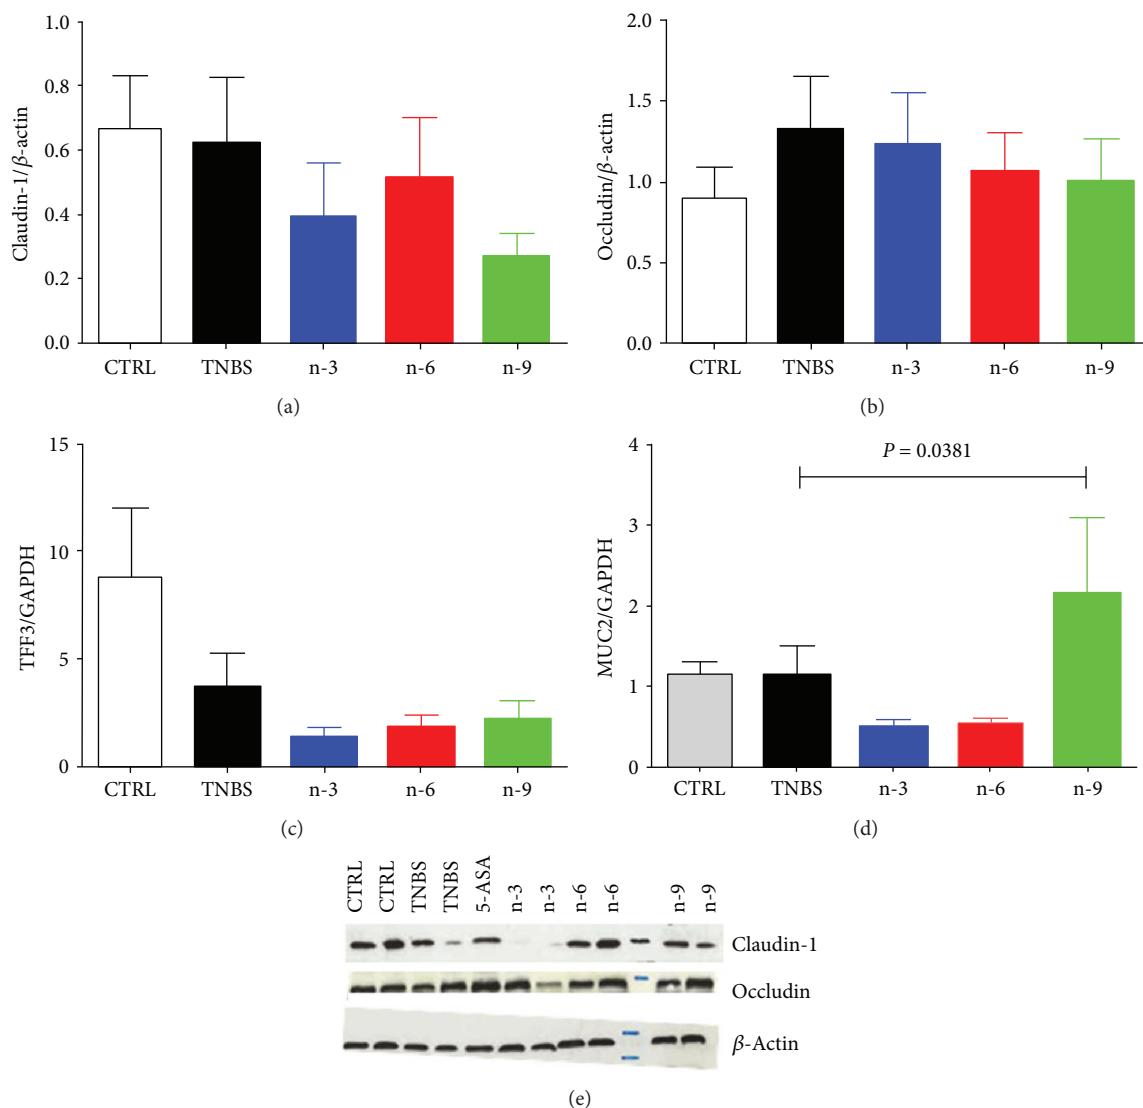 1.0
0.8
0.6
0.4
0.2
0.0
Claudin-1/β-actin
CTRL TNBS n-3 n-6 n-9
(a)
2.0
1.5
1.0
0.5
0.0
Occludin/β-actin
CTRL TNBS n-3 n-6 n-9
(b)
15
10
5
0
TFF3/GAPDH
CTRL TNBS n-3 n-6 n-9
(c)
4
3
2
1
0
MUC2/GAPDH
P = 0.0381
CTRL TNBS n-3 n-6 n-9
(d)
CTRL CTRL TNBS TNBS 5-ASA n-3 n-3 n-6 n-6 n-9 n-9
Claudin-1
Occludin
β-Actin
(e)